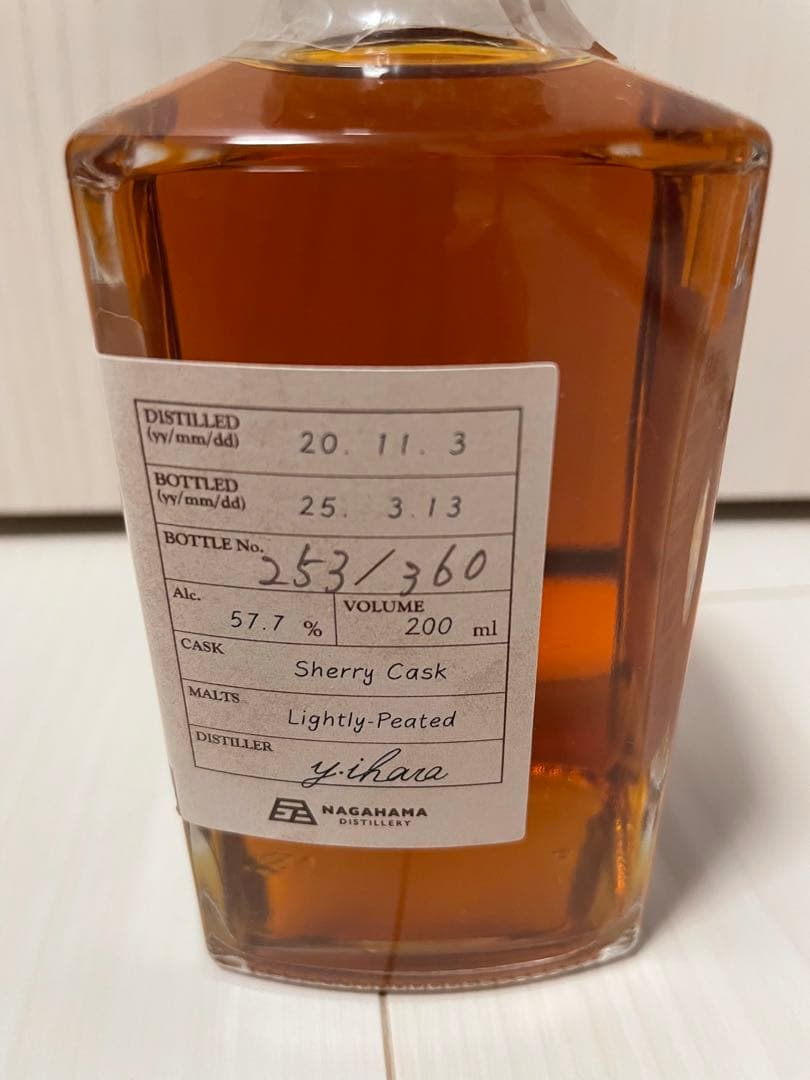 DISTILLED
(yy/mm/dd) 20. 11. 3
BOTTLED
(yy/mm/dd) 25. 3.13
BOTTLE No. 253/360
Alc. 57.7 %
VOLUME 200 ml
CASK Sherry Cask
MALTS Lightly-Peated
DISTILLER y.ihara
NAGAHAMA
DISTILLERY